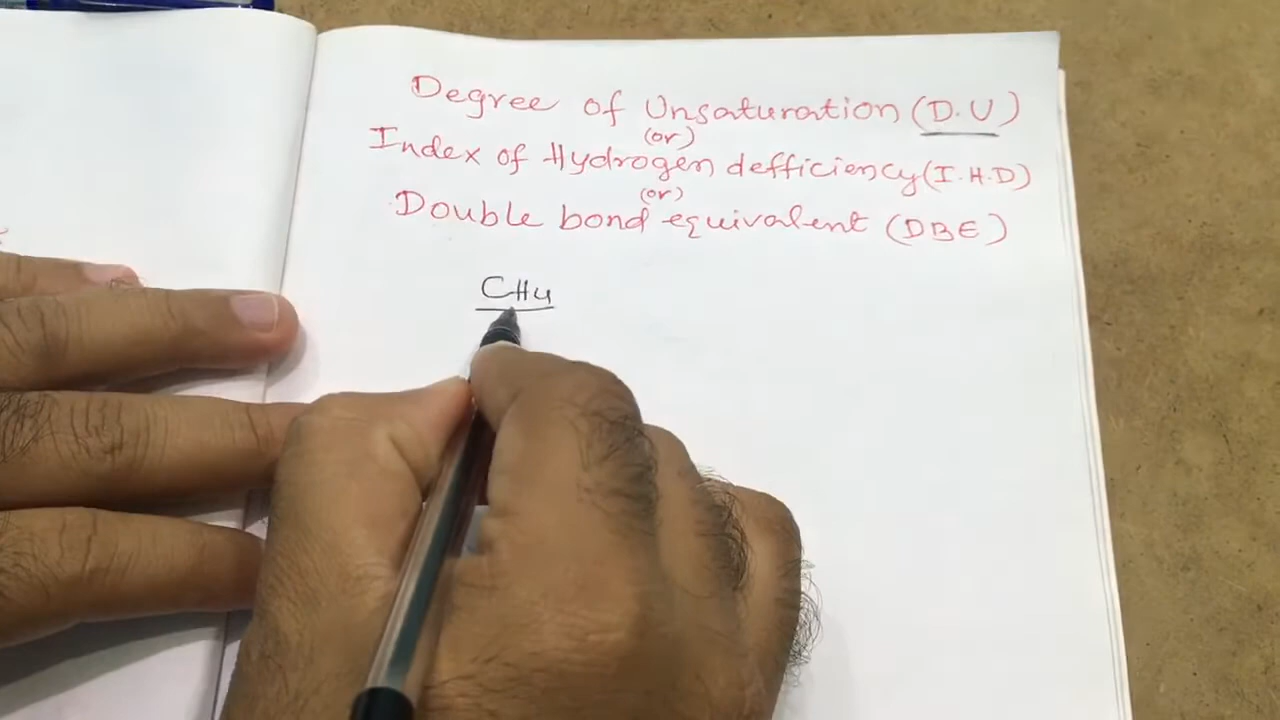 Degree of Unsaturation (D.U)
(or)
Index of Hydrogen defficiency (I.H.D)
(or)
Double bond equivalent (DBE)
CH4